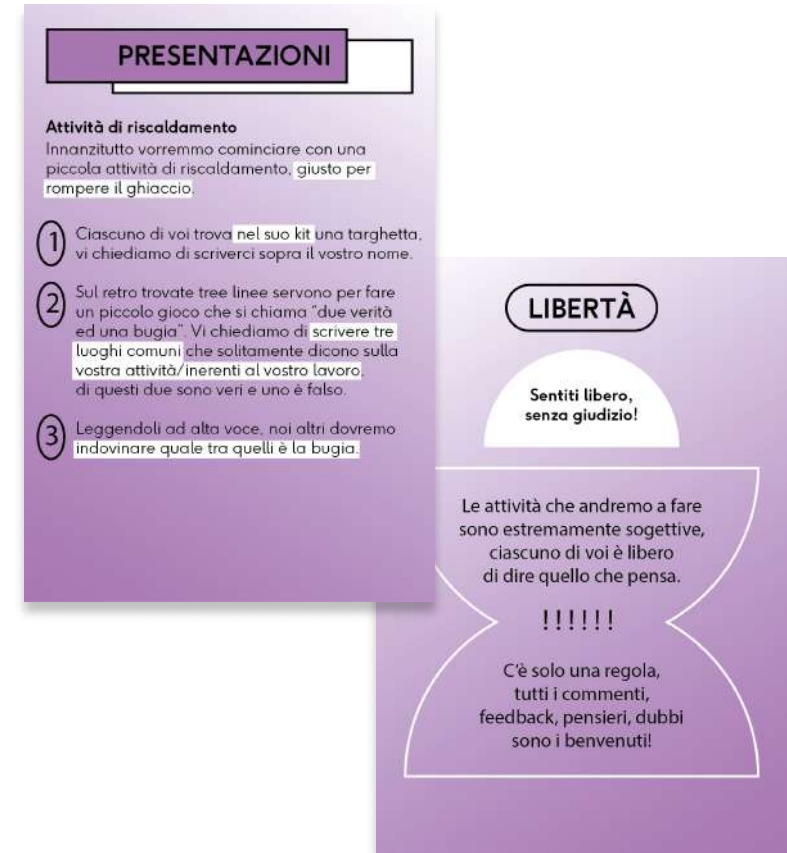 PRESENTAZIONI
Attività di riscaldamento
Innanzitutto vorremmo cominciare con una
piccola attività di riscaldamento, giusto per
rompere il ghiaccio.
1 Ciascuno di voi trova nel suo kit una targhetta,
vi chiediamo di scriverci sopra il vostro nome.
2 Sul retro trovate tree linee servono per fare
un piccolo gioco che si chiama "due verità
ed una bugia". Vi chiediamo di scrivere tre
luoghi comuni che solitamente dicono sulla
vostra attività/inerenti al vostro lavoro,
di questi due sono veri e uno è falso.
3 Leggendoli ad alta voce, noi altri dovremo
indovinare quale tra quelli è la bugia.
LIBERTÀ
Sentiti libero,
senza giudizio!
Le attività che andremo a fare
sono estremamente sogettive,
ciascuno di voi è libero
di dire quello che pensa.
!!!!!!
C'è solo una regola,
tutti i commenti,
feedback, pensieri, dubbi
sono i benvenuti!